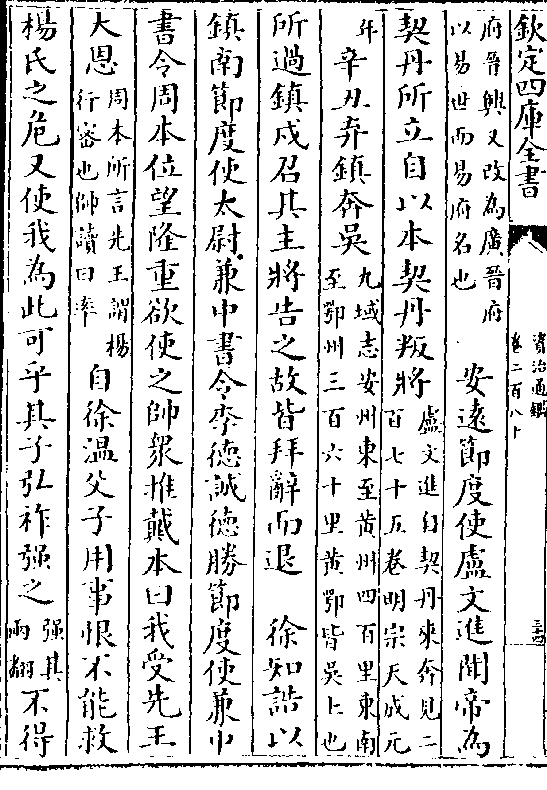 欽定四庫全書
資治通鑑
卷二百八十
三十四
府晉興又改為廣晉府
以易世而易府名也
安遠節度使盧文進聞帝為
契丹所立自以本契丹叛將
盧文進自契丹來奔見二
百七十五卷明宗天成元
年
辛丑弃鎮奔吳
九域志安州東至黄州四百里東南
至鄂州三百六十里黄鄂皆吳土也
所過鎮戍召其主將告之故皆拜辭而退
徐知誥以
鎮南節度使太尉兼中書令李徳誠徳勝節度使兼中
書令周本位望隆重欲使之帥衆推戴本曰我受先王
大恩
周本所言先王謂楊
行宻也帥讀曰率
自徐温父子用事恨不能救
楊氏之危又使我為此可乎其子弘祚强之
强其
兩翻
不得